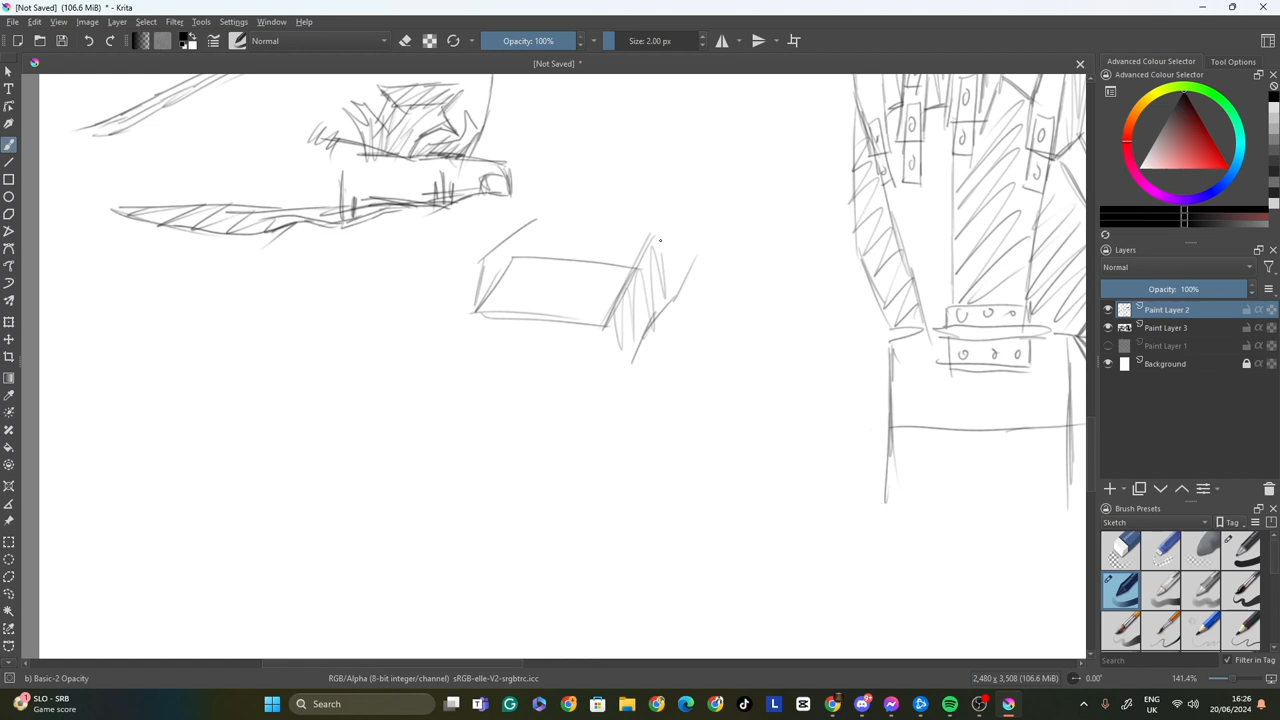 [Not Saved] (106.6 MiB) * - Krita
File Edit View Image Layer Select Filter Tools Settings Window Help
Normal Opacity: 100% Size: 2.00 px
[Not Saved] *
Advanced Colour Selector Tool Options
Advanced Colour Selector
Layers
Normal
Opacity: 100%
Paint Layer 2
Paint Layer 3
Paint Layer 1
Background
Brush Presets
Sketch Tag
Search Filter in Tag
b) Basic-2 Opacity RGB/Alpha (8-bit integer/channel) sRGB-elle-V2-srgbtrc.icc 2,480 x 3,508 (106.6 MiB) 0.00° 141.4%
SLO - SRB
Game score
Search
ENG
UK
16:26
20/06/2024